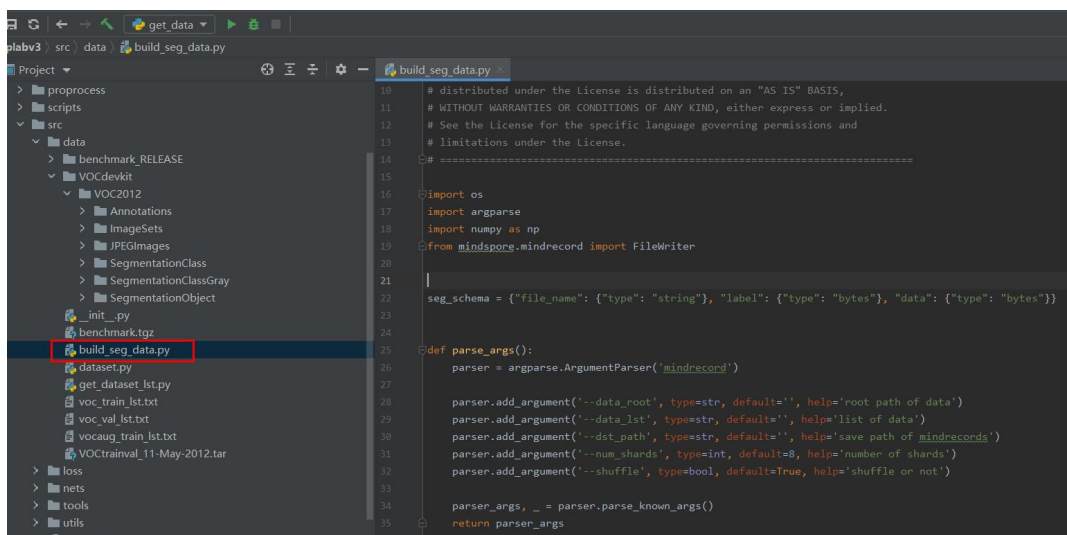 get_data
plabv3 src data build_seg_data.py
Project
build_seg_data.py
proprocess
scripts
src
data
benchmark_RELEASE
VOCdevkit
VOC2012
Annotations
ImageSets
JPEGImages
SegmentationClass
SegmentationClassGray
SegmentationObject
__init__.py
benchmark.tgz
build_seg_data.py
dataset.py
get_dataset_lst.py
voc_train_lst.txt
voc_val_lst.txt
vocaug_train_lst.txt
VOCtrainval_11-May-2012.tar
loss
nets
tools
utils
10 # distributed under the License is distributed on an "AS IS" BASIS,
11 # WITHOUT WARRANTIES OR CONDITIONS OF ANY KIND, either express or implied.
12 # See the License for the specific language governing permissions and
13 # limitations under the License.
14 # ============================================================================
15
16 import os
17 import argparse
18 import numpy as np
19 from mindspore.mindrecord import FileWriter
20
21
22 seg_schema = {"file_name": {"type": "string"}, "label": {"type": "bytes"}, "data": {"type": "bytes"}}
23
24
25 def parse_args():
26 parser = argparse.ArgumentParser('mindrecord')
27
28 parser.add_argument('--data_root', type=str, default='', help='root path of data')
29 parser.add_argument('--data_lst', type=str, default='', help='list of data')
30 parser.add_argument('--dst_path', type=str, default='', help='save path of mindrecords')
31 parser.add_argument('--num_shards', type=int, default=8, help='number of shards')
32 parser.add_argument('--shuffle', type=bool, default=True, help='shuffle or not')
33
34 parser_args, _ = parser.parse_known_args()
35 return parser_args